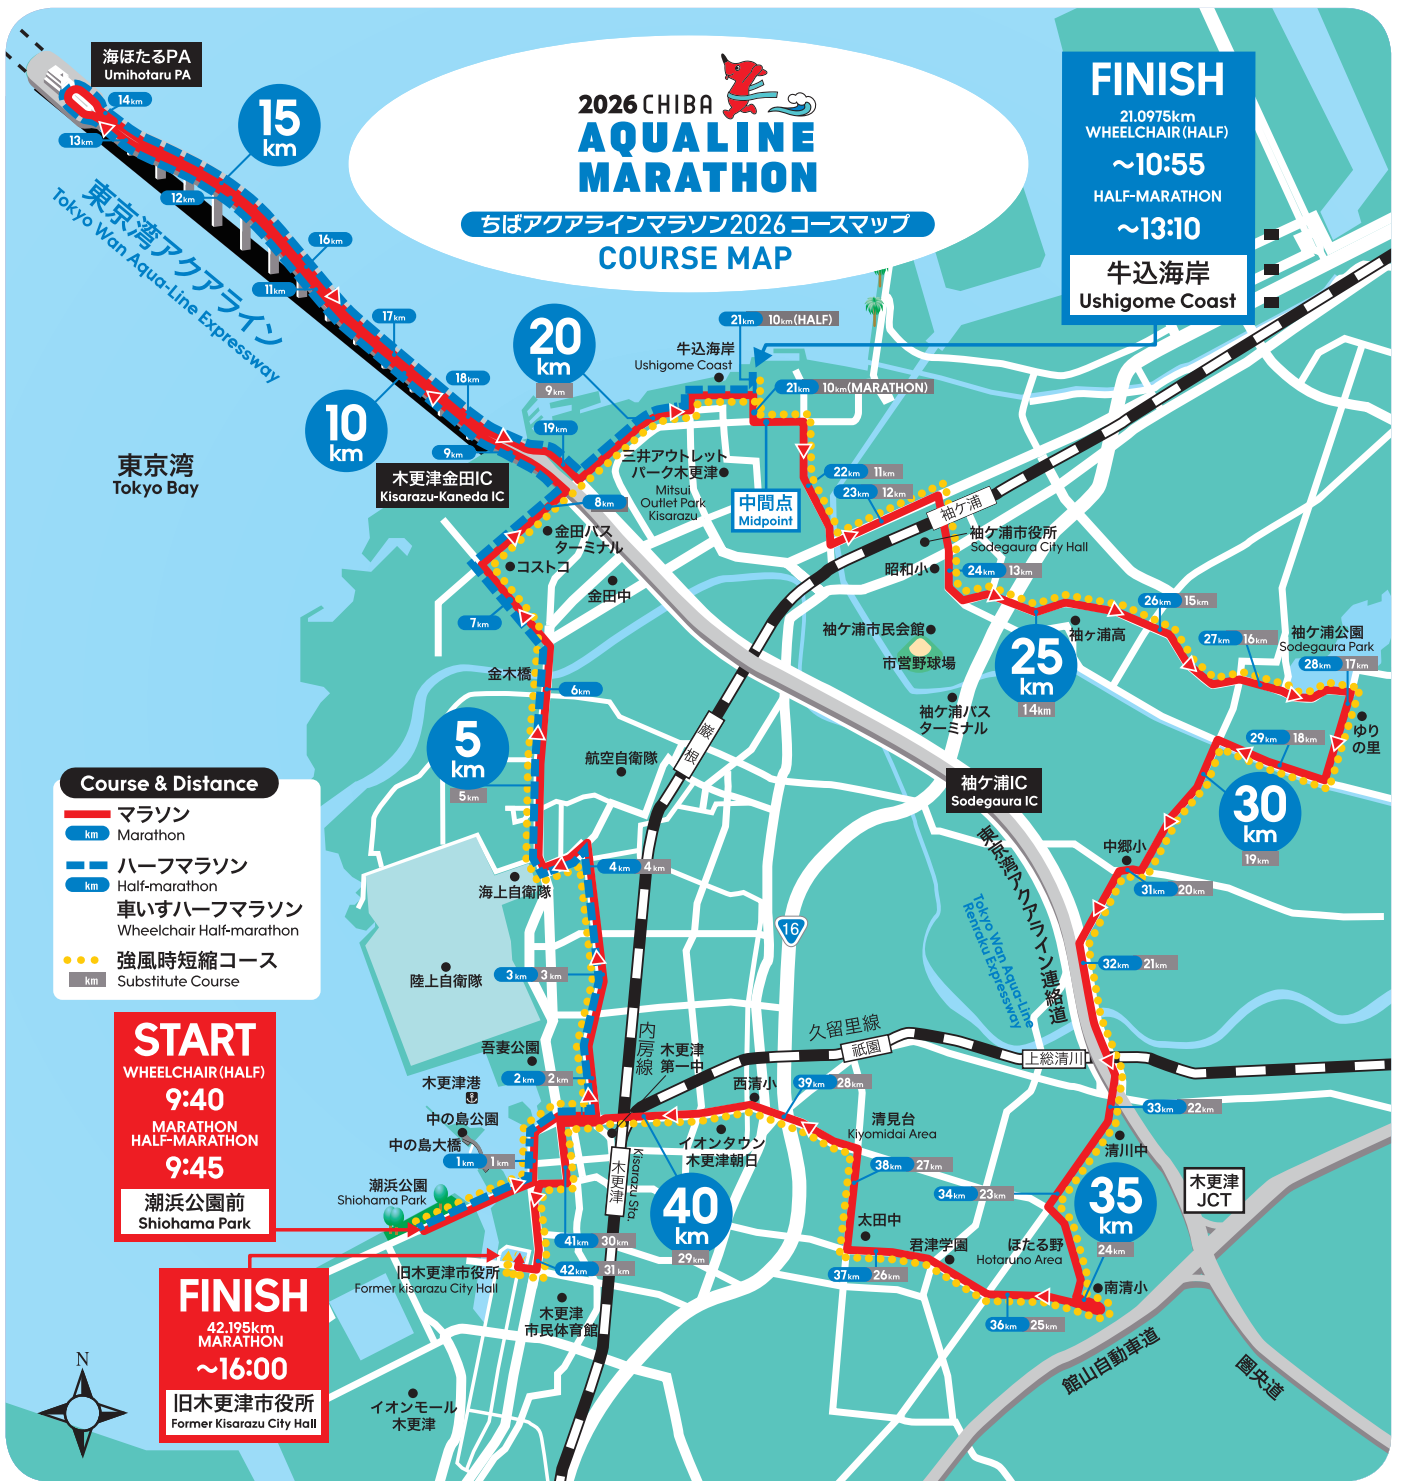 海ほたるPA
Umihotaru PA
14km
13km
15
km
12km
16km
11km
17km
18km
10
km
9km
19km
東京湾アクアライン
Tokyo Wan Aqua-Line Expressway
2026 CHIBA
AQUALINE
MARATHON
ちばアクアラインマラソン2026 コースマップ
COURSE MAP
FINISH
21.0975km
WHEELCHAIR(HALF)
～10:55
HALF-MARATHON
～13:10
牛込海岸
Ushigome Coast
20
km
9km
21km 10km(HALF)
牛込海岸
Ushigome Coast
21km 10km(MARATHON)
東京湾
Tokyo Bay
木更津金田IC
Kisarazu-Kaneda IC
三井アウトレット
パーク木更津
Mitsui
Outlet Park
Kisarazu
中間点
Midpoint
22km 11km
23km 12km
袖ケ浦
8km
金田バス
ターミナル
コストコ
金田中
7km
袖ケ浦市役所
Sodegaura City Hall
昭和小
24km 13km
26km 15km
袖ヶ浦高
27km 16km
袖ケ浦公園
Sodegaura Park
28km 17km
袖ケ浦市民会館
市営野球場
25
km
14km
袖ケ浦バス
ターミナル
ゆり
の里
29km 18km
30
km
19km
金木橋
6km
5
km
5km
航空自衛隊
巌根
袖ケ浦IC
Sodegaura IC
東京湾アクアライン連絡道
Tokyo Wan Aqua-Line
Renraku Expressway
中郷小
31km 20km
Course & Distance
マラソン
km Marathon
ハーフマラソン
km Half-marathon
車いすハーフマラソン
Wheelchair Half-marathon
強風時短縮コース
km Substitute Course
4km 4km
海上自衛隊
16
陸上自衛隊
3km 3km
32km 21km
START
WHEELCHAIR(HALF)
9:40
MARATHON
HALF-MARATHON
9:45
潮浜公園前
Shiohama Park
吾妻公園
2km 2km
木更津港
中の島公園
中の島大橋
1km 1km
潮浜公園
Shiohama Park
内房線
木更津
第一中
久留里線
祇園
上総清川
西清小
39km 28km
33km 22km
清見台
Kiyomidai Area
イオンタウン
木更津朝日
清川中
38km 27km
34km 23km
35
km
24km
木更津
JCT
木更津
Kisarazu Sta.
40
km
29km
太田中
君津学園
ほたる野
Hotaruno Area
41km 30km
42km 31km
37km 26km
南清小
36km 25km
旧木更津市役所
Former kisarazu City Hall
木更津
市民体育館
FINISH
42.195km
MARATHON
～16:00
旧木更津市役所
Former Kisarazu City Hall
N
イオンモール
木更津
館山自動車道
圏央道